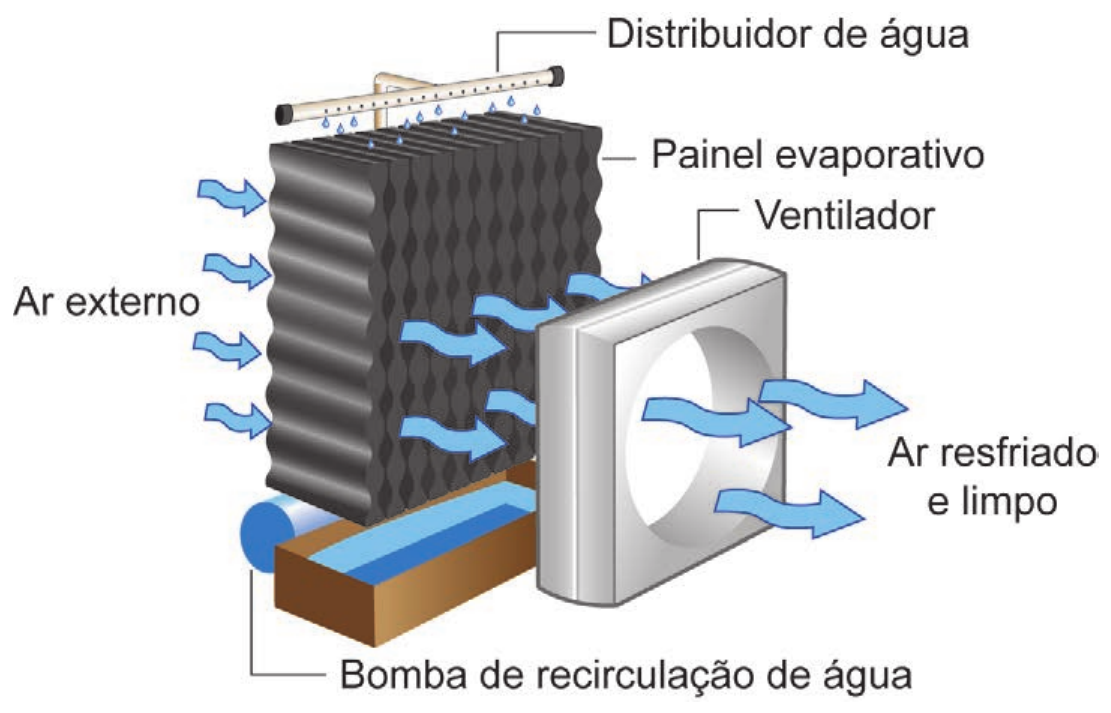 Distribuidor de água
Painel evaporativo
Ventilador
Ar externo
Ar resfriado
e limpo
Bomba de recirculação de água